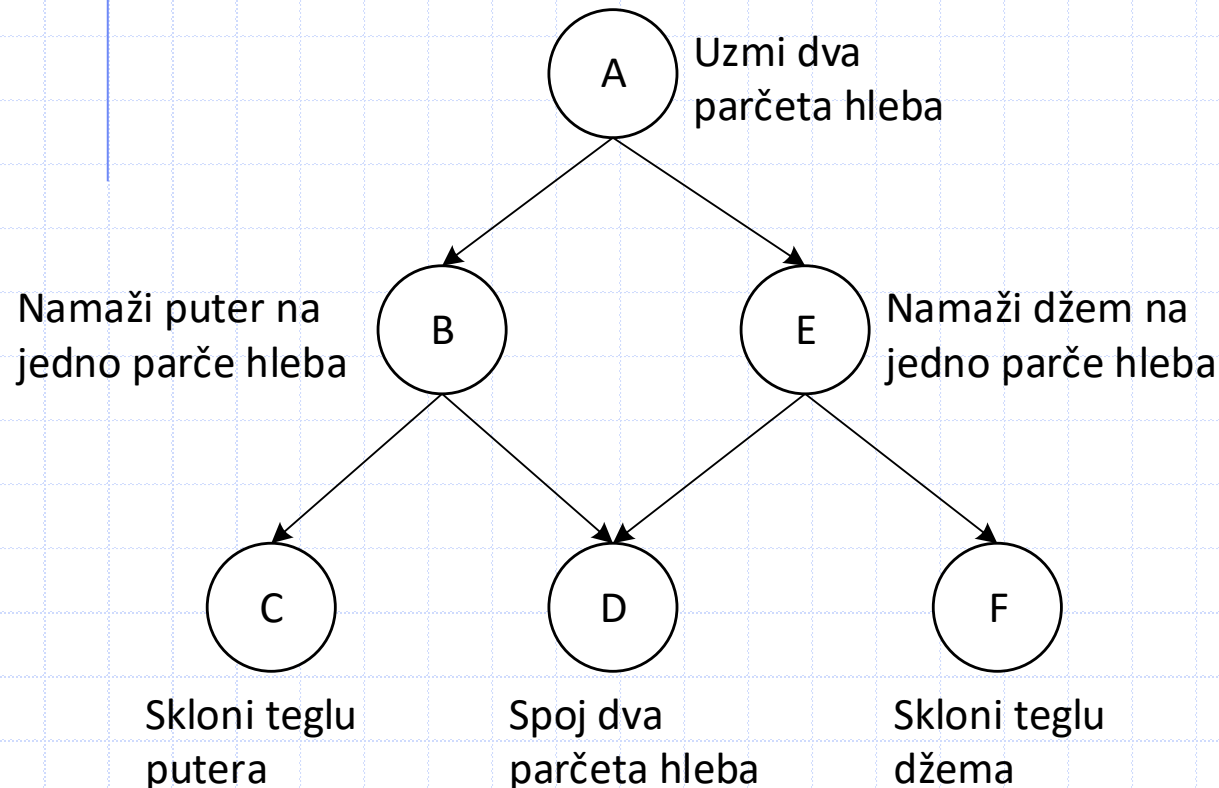 A
Uzmi dva
parčeta hleba
Namaži puter na
jedno parče hleba
B
E
Namaži džem na
jedno parče hleba
C
D
F
Skloni teglu
putera
Spoj dva
parčeta hleba
Skloni teglu
džema